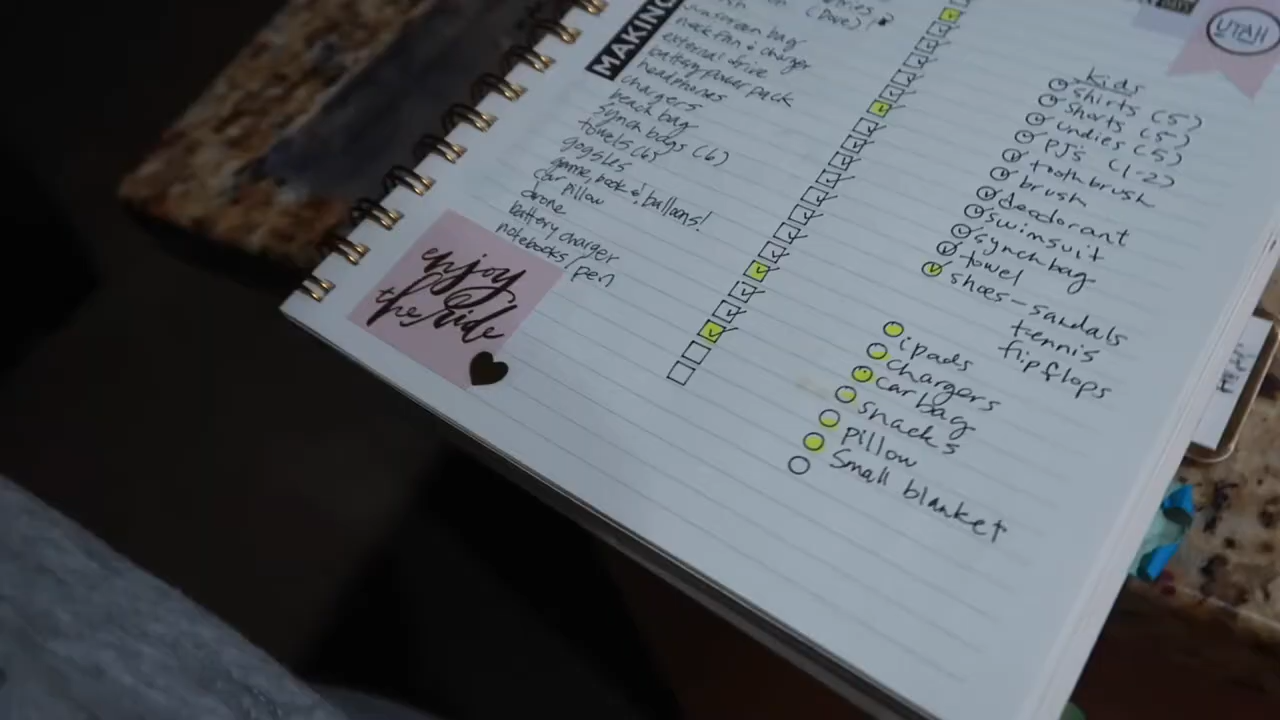 MAKING
(Dove)!
sunscreen bag
neck fan & charger
external drive
battery power pack
headphones
chargers
beach bag
synch bags (6)
towels (6)
goggles
game, book & balloons!
car pillow
drone
battery charger
notebooks/pen
enjoy
the ride
UTAH
Kids
shirts (5)
shorts (5)
undies (5)
PJ's (1-2)
toothbrush
brush
deodorant
swimsuit
synch bag
towel
shoes - sandals
tennis
flipflops
ipads
chargers
car bag
snacks
pillow
small blanket